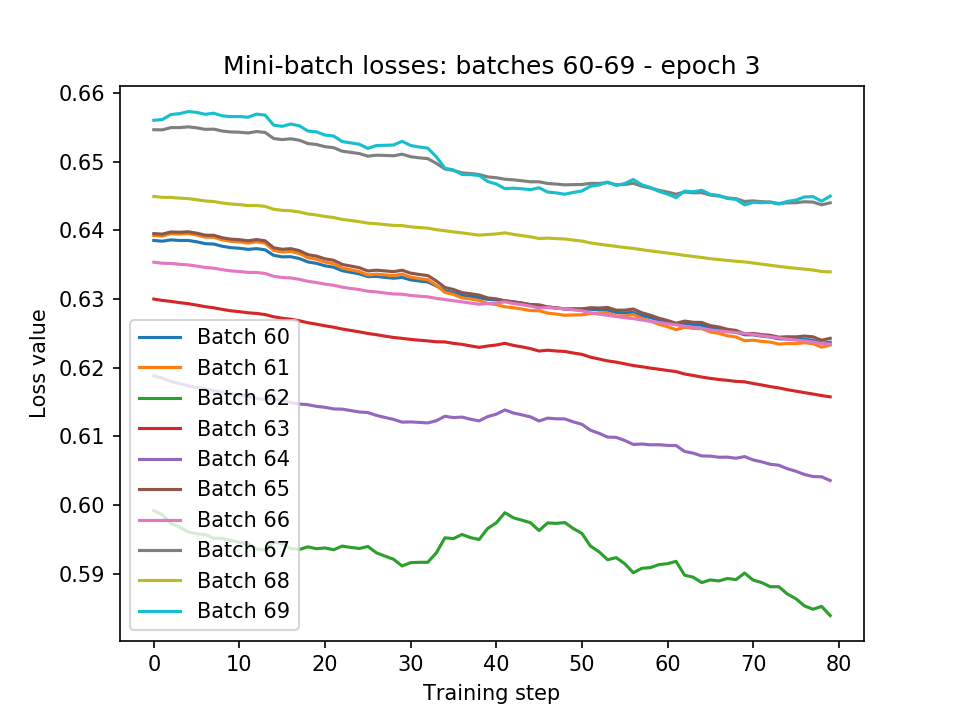 Mini-batch losses: batches 60-69 - epoch 3
0.66
0.65
0.64
0.63
0.62
0.61
0.60
0.59
Loss value
Batch 60
Batch 61
Batch 62
Batch 63
Batch 64
Batch 65
Batch 66
Batch 67
Batch 68
Batch 69
0 10 20 30 40 50 60 70 80
Training step